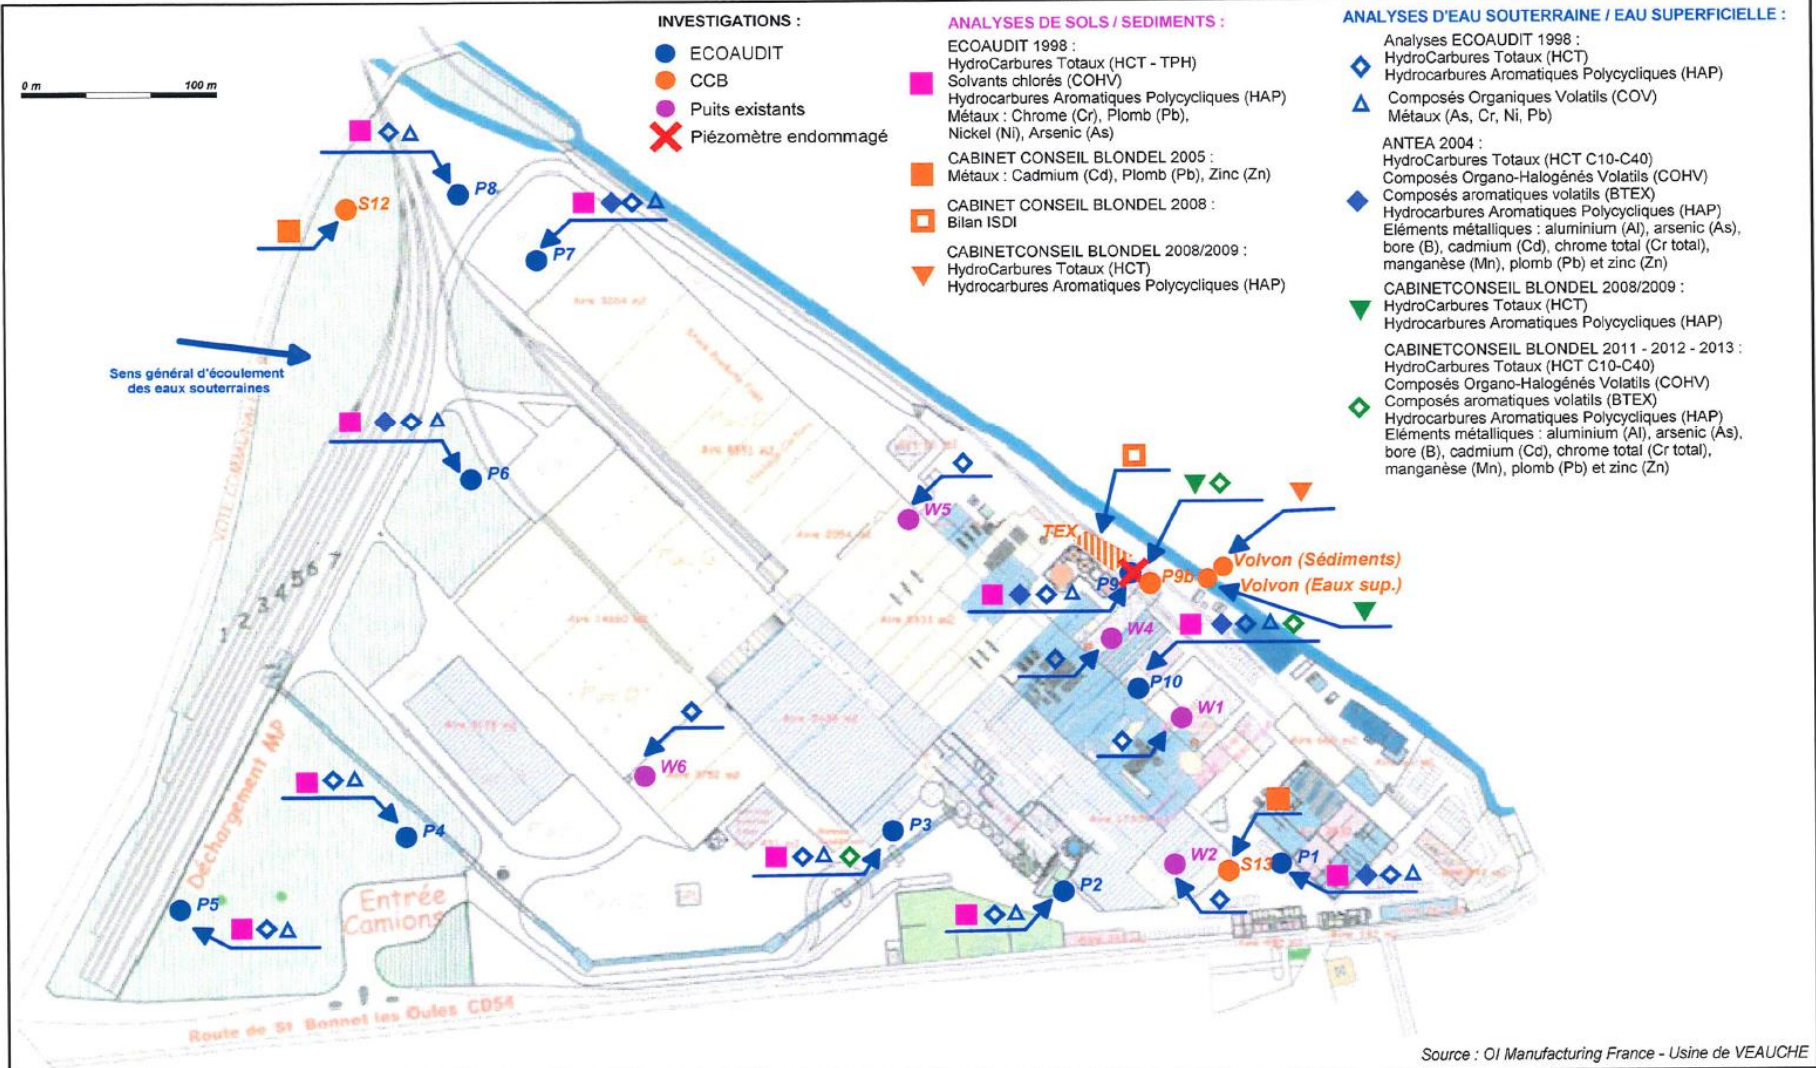 INVESTIGATIONS :
ECOAUDIT
CCB
Puits existants
Piézomètre endommagé
ANALYSES DE SOLS / SEDIMENTS :
ECOAUDIT 1998 :
HydroCarbures Totaux (HCT - TPH)
Solvants chlorés (COHV)
Hydrocarbures Aromatiques Polycycliques (HAP)
Métaux : Chrome (Cr), Plomb (Pb),
Nickel (Ni), Arsenic (As)
CABINET CONSEIL BLONDEL 2005 :
Métaux : Cadmium (Cd), Plomb (Pb), Zinc (Zn)
CABINET CONSEIL BLONDEL 2008 :
Bilan ISDI
CABINETCONSEIL BLONDEL 2008/2009 :
HydroCarbures Totaux (HCT)
Hydrocarbures Aromatiques Polycycliques (HAP)
ANALYSES D'EAU SOUTERRAINE / EAU SUPERFICIELLE :
Analyses ECOAUDIT 1998 :
HydroCarbures Totaux (HCT)
Hydrocarbures Aromatiques Polycycliques (HAP)
Composés Organiques Volatils (COV)
Métaux (As, Cr, Ni, Pb)
ANTEA 2004 :
HydroCarbures Totaux (HCT C10-C40)
Composés Organo-Halogénés Volatils (COHV)
Composés aromatiques volatils (BTEX)
Hydrocarbures Aromatiques Polycycliques (HAP)
Eléments métalliques : aluminium (Al), arsenic (As),
bore (B), cadmium (Cd), chrome total (Cr total),
manganèse (Mn), plomb (Pb) et zinc (Zn)
CABINETCONSEIL BLONDEL 2008/2009 :
HydroCarbures Totaux (HCT)
Hydrocarbures Aromatiques Polycycliques (HAP)
CABINETCONSEIL BLONDEL 2011 - 2012 - 2013 :
HydroCarbures Totaux (HCT C10-C40)
Composés Organo-Halogénés Volatils (COHV)
Composés aromatiques volatils (BTEX)
Hydrocarbures Aromatiques Polycycliques (HAP)
Eléments métalliques : aluminium (Al), arsenic (As),
bore (B), cadmium (Cd), chrome total (Cr total),
manganèse (Mn), plomb (Pb) et zinc (Zn)
0 m 100 m
P8
S12
P7
Sens général d'écoulement
des eaux souterraines
VOIE COMMUNALE
P6
W5
TEX
P9
P9b
Volvon (Sédiments)
Volvon (Eaux sup.)
W4
P10
W1
1 2 3 4 5 6 7
W6
Déchargement MP
P4
P3
W2
S13
P1
P2
P5
Entrée
Camions
Route de St Bonnet les Oules CD54
Source : OI Manufacturing France - Usine de VEAUCHE